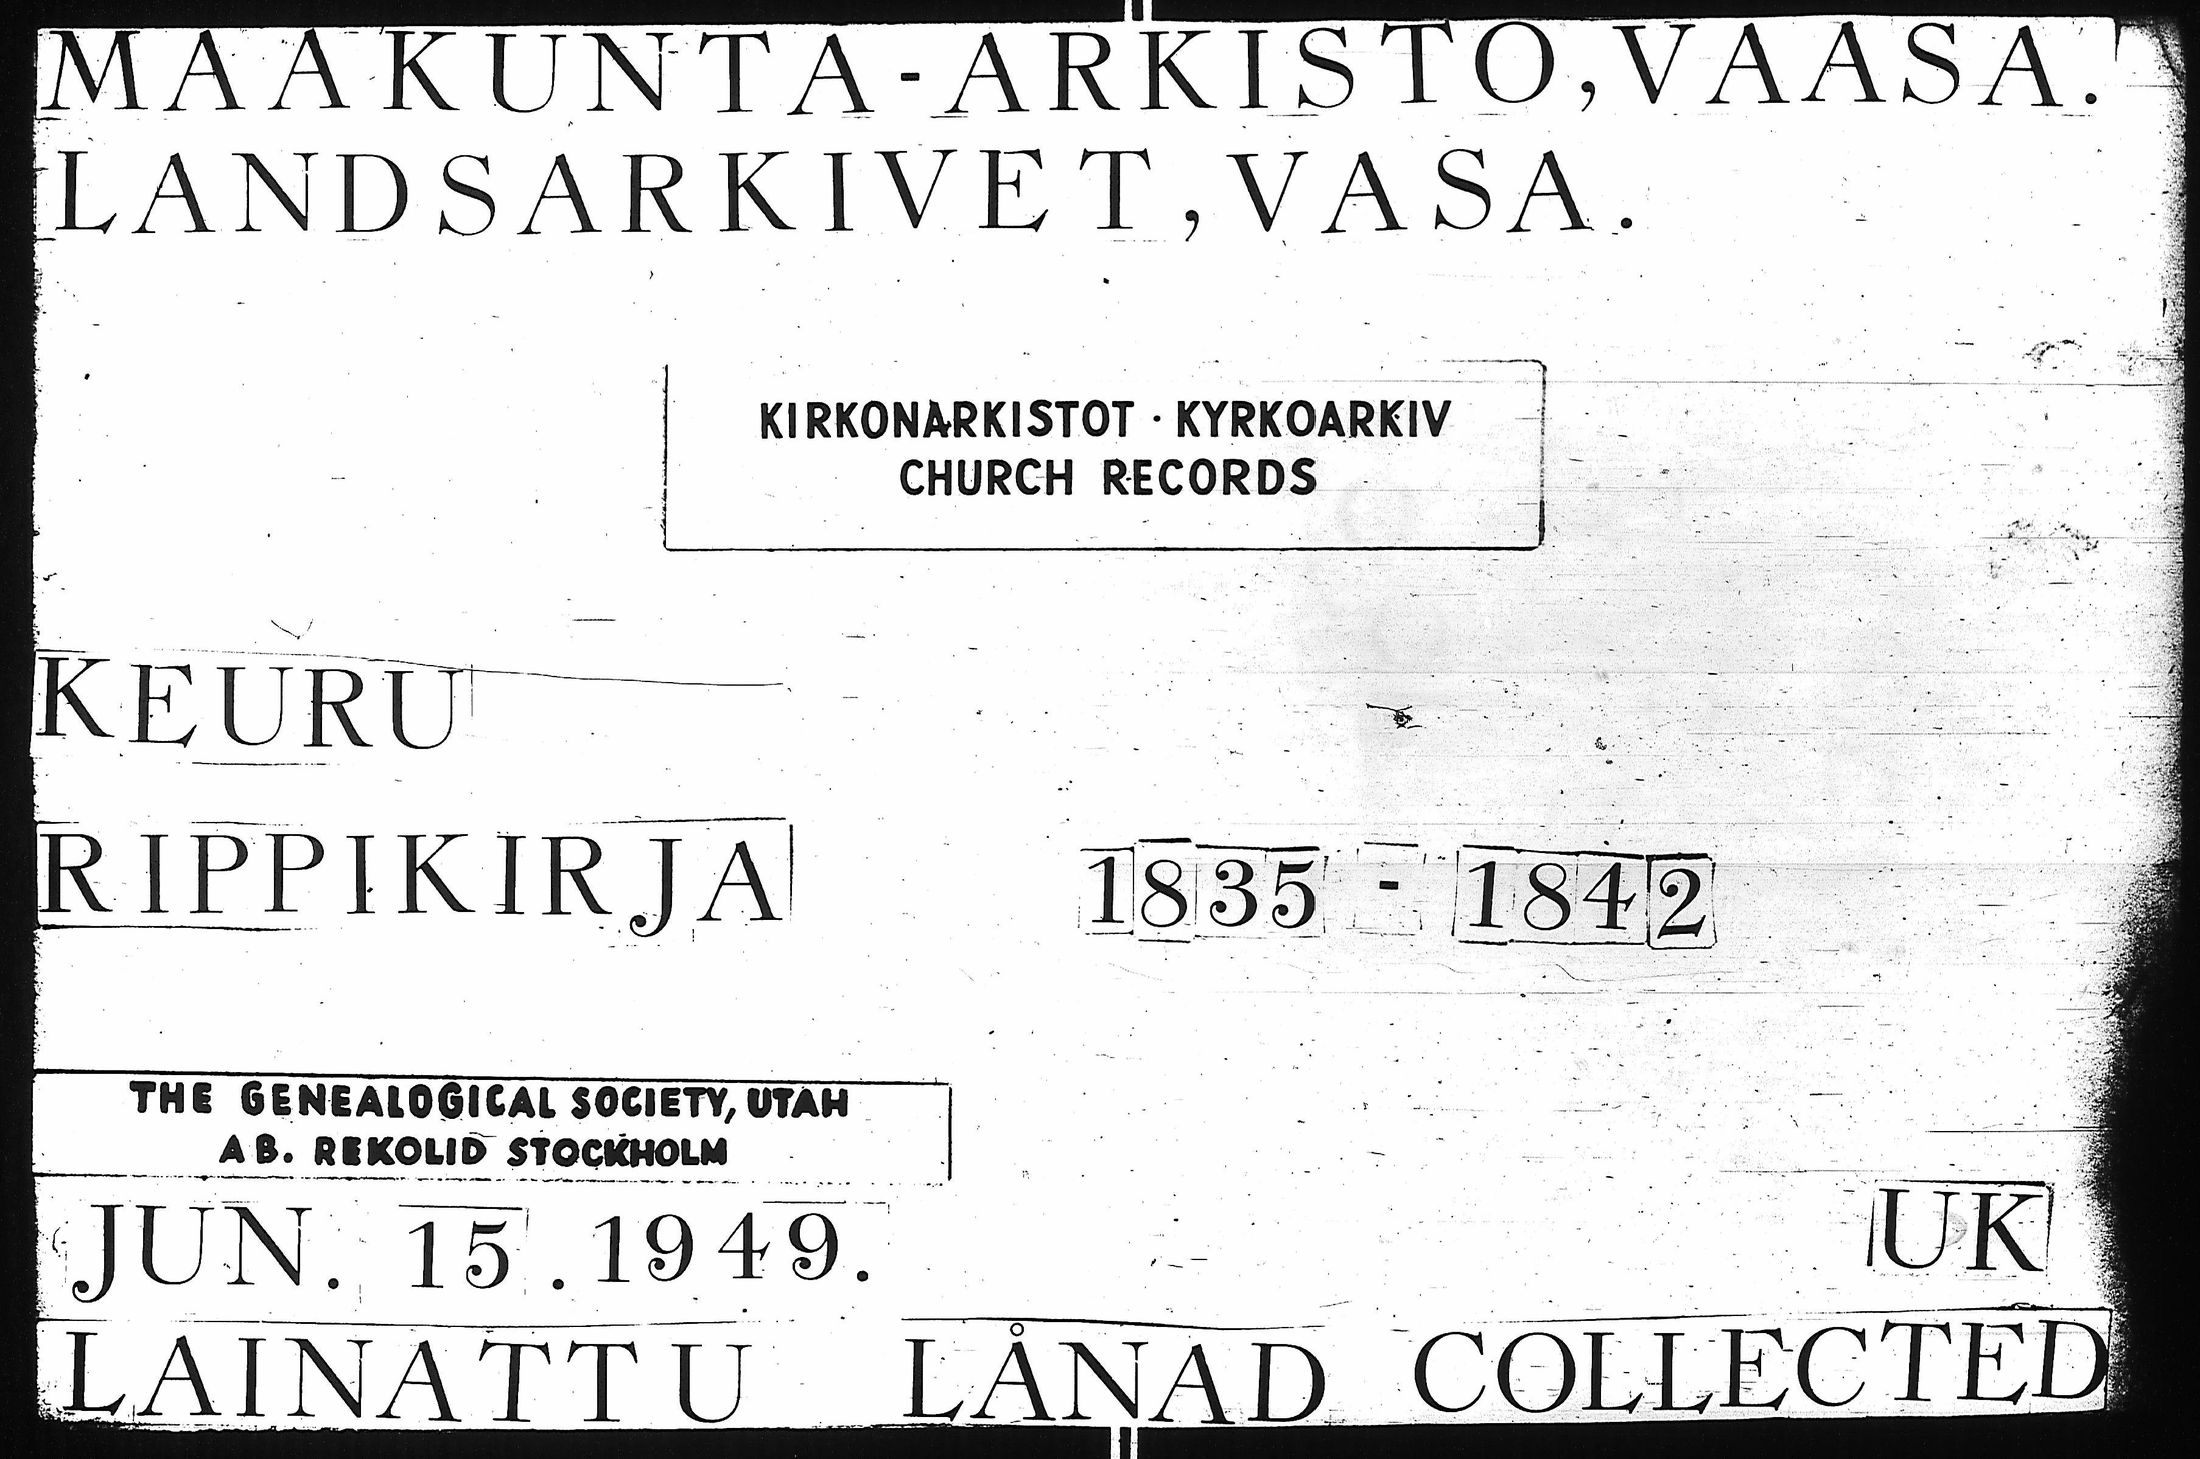 MAAKUNTA-ARKISTO, VAASA.
LANDSARKIVET, VASA.
KIRKONARKISTOT · KYRKOARKIV
CHURCH RECORDS
KEURU
RIPPIKIRJA 1835 - 1842
THE GENEALOGICAL SOCIETY, UTAH
AB. REKOLID STOCKHOLM
JUN. 15. 1949. UK
LAINATTU LÅNAD COLLECTED